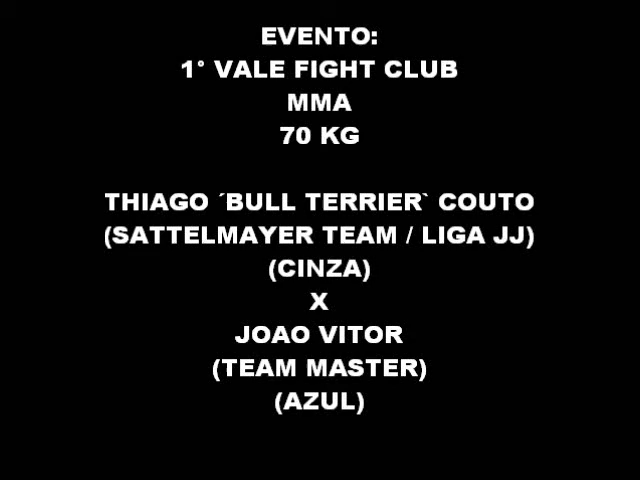 EVENTO:
1° VALE FIGHT CLUB
MMA
70 KG
THIAGO ´BULL TERRIER` COUTO
(SATTELMAYER TEAM / LIGA JJ)
(CINZA)
X
JOAO VITOR
(TEAM MASTER)
(AZUL)